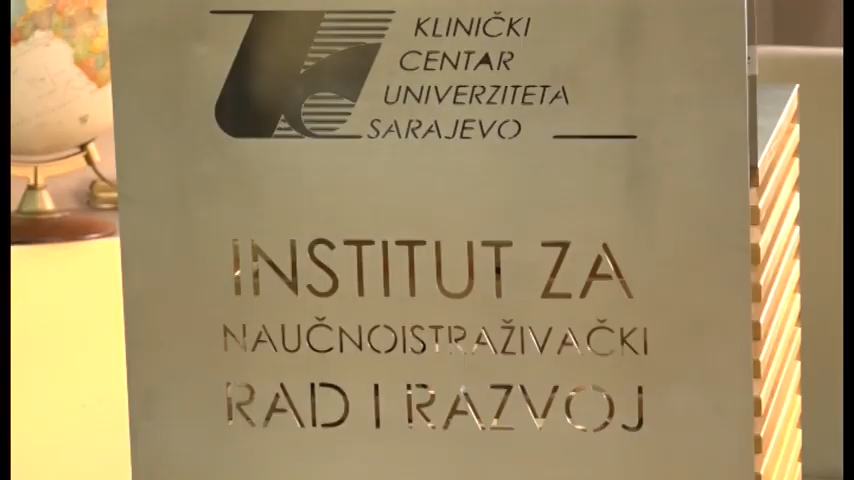 KLINIČKI
CENTAR
UNIVERZITETA
SARAJEVO
INSTITUT ZA
NAUČNOISTRAŽIVAČKI
RAD I RAZVOJ